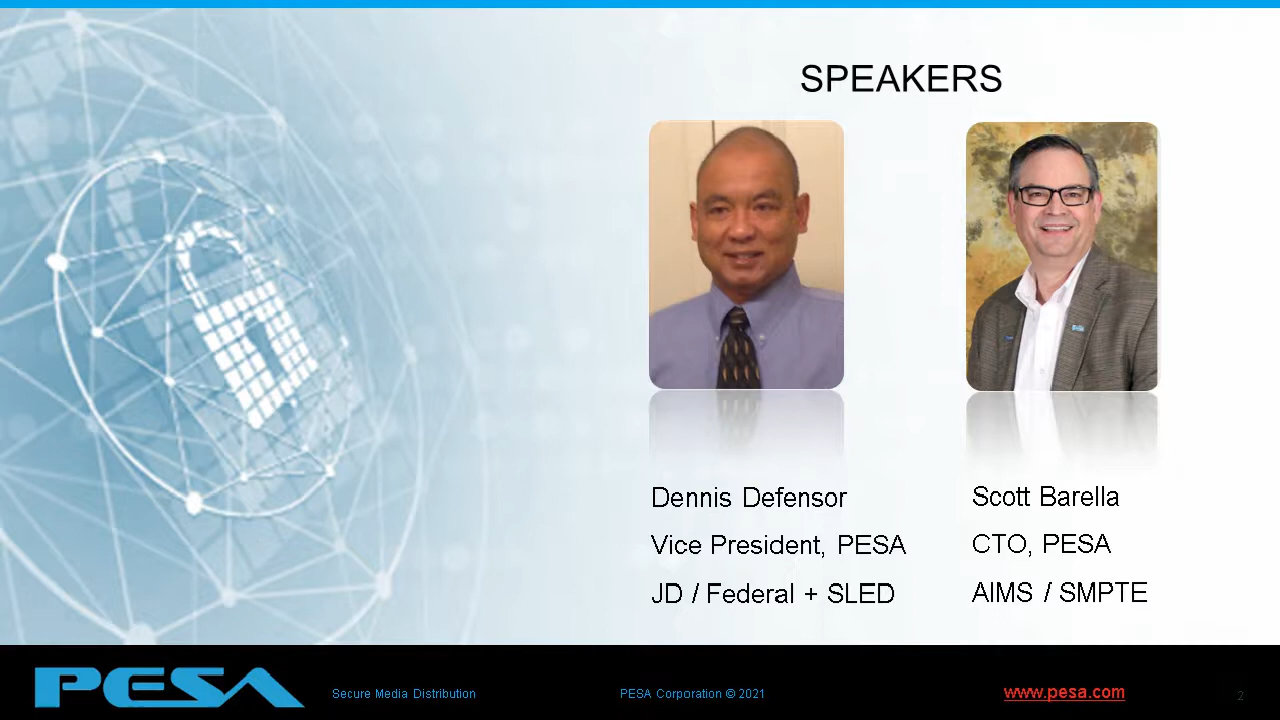 SPEAKERS
Dennis Defensor
Vice President, PESA
JD / Federal + SLED
Scott Barella
CTO, PESA
AIMS / SMPTE
PESA
Secure Media Distribution
PESA Corporation © 2021
www.pesa.com
2